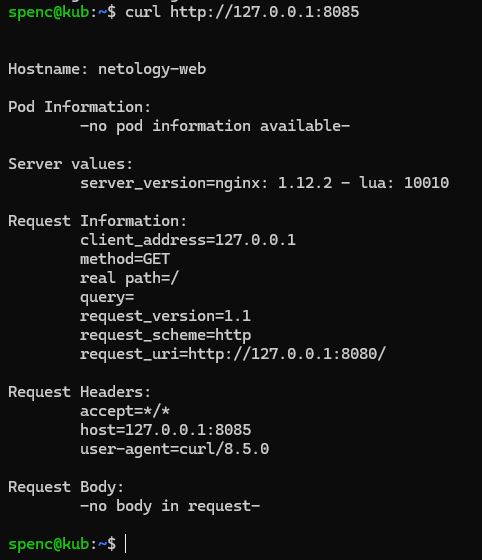 spenc@kub:~$ curl http://127.0.0.1:8085
Hostname: netology-web
Pod Information:
-no pod information available-
Server values:
server_version=nginx: 1.12.2 - lua: 10010
Request Information:
client_address=127.0.0.1
method=GET
real path=/
query=
request_version=1.1
request_scheme=http
request_uri=http://127.0.0.1:8080/
Request Headers:
accept=*/*
host=127.0.0.1:8085
user-agent=curl/8.5.0
Request Body:
-no body in request-
spenc@kub:~$